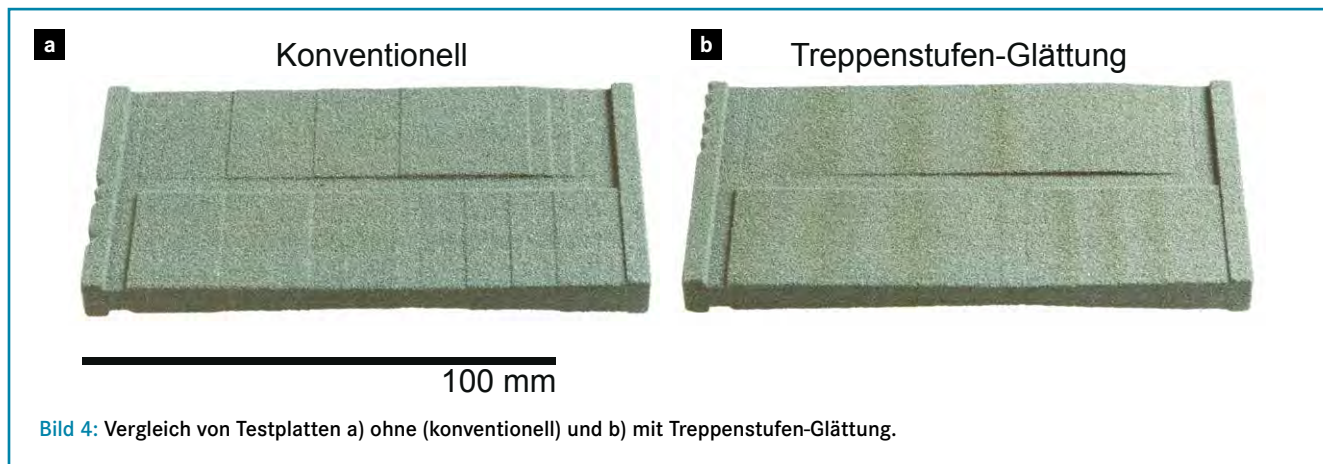 a
Konventionell
b
Treppenstufen-Glättung
100 mm
Bild 4: Vergleich von Testplatten a) ohne (konventionell) und b) mit Treppenstufen-Glättung.